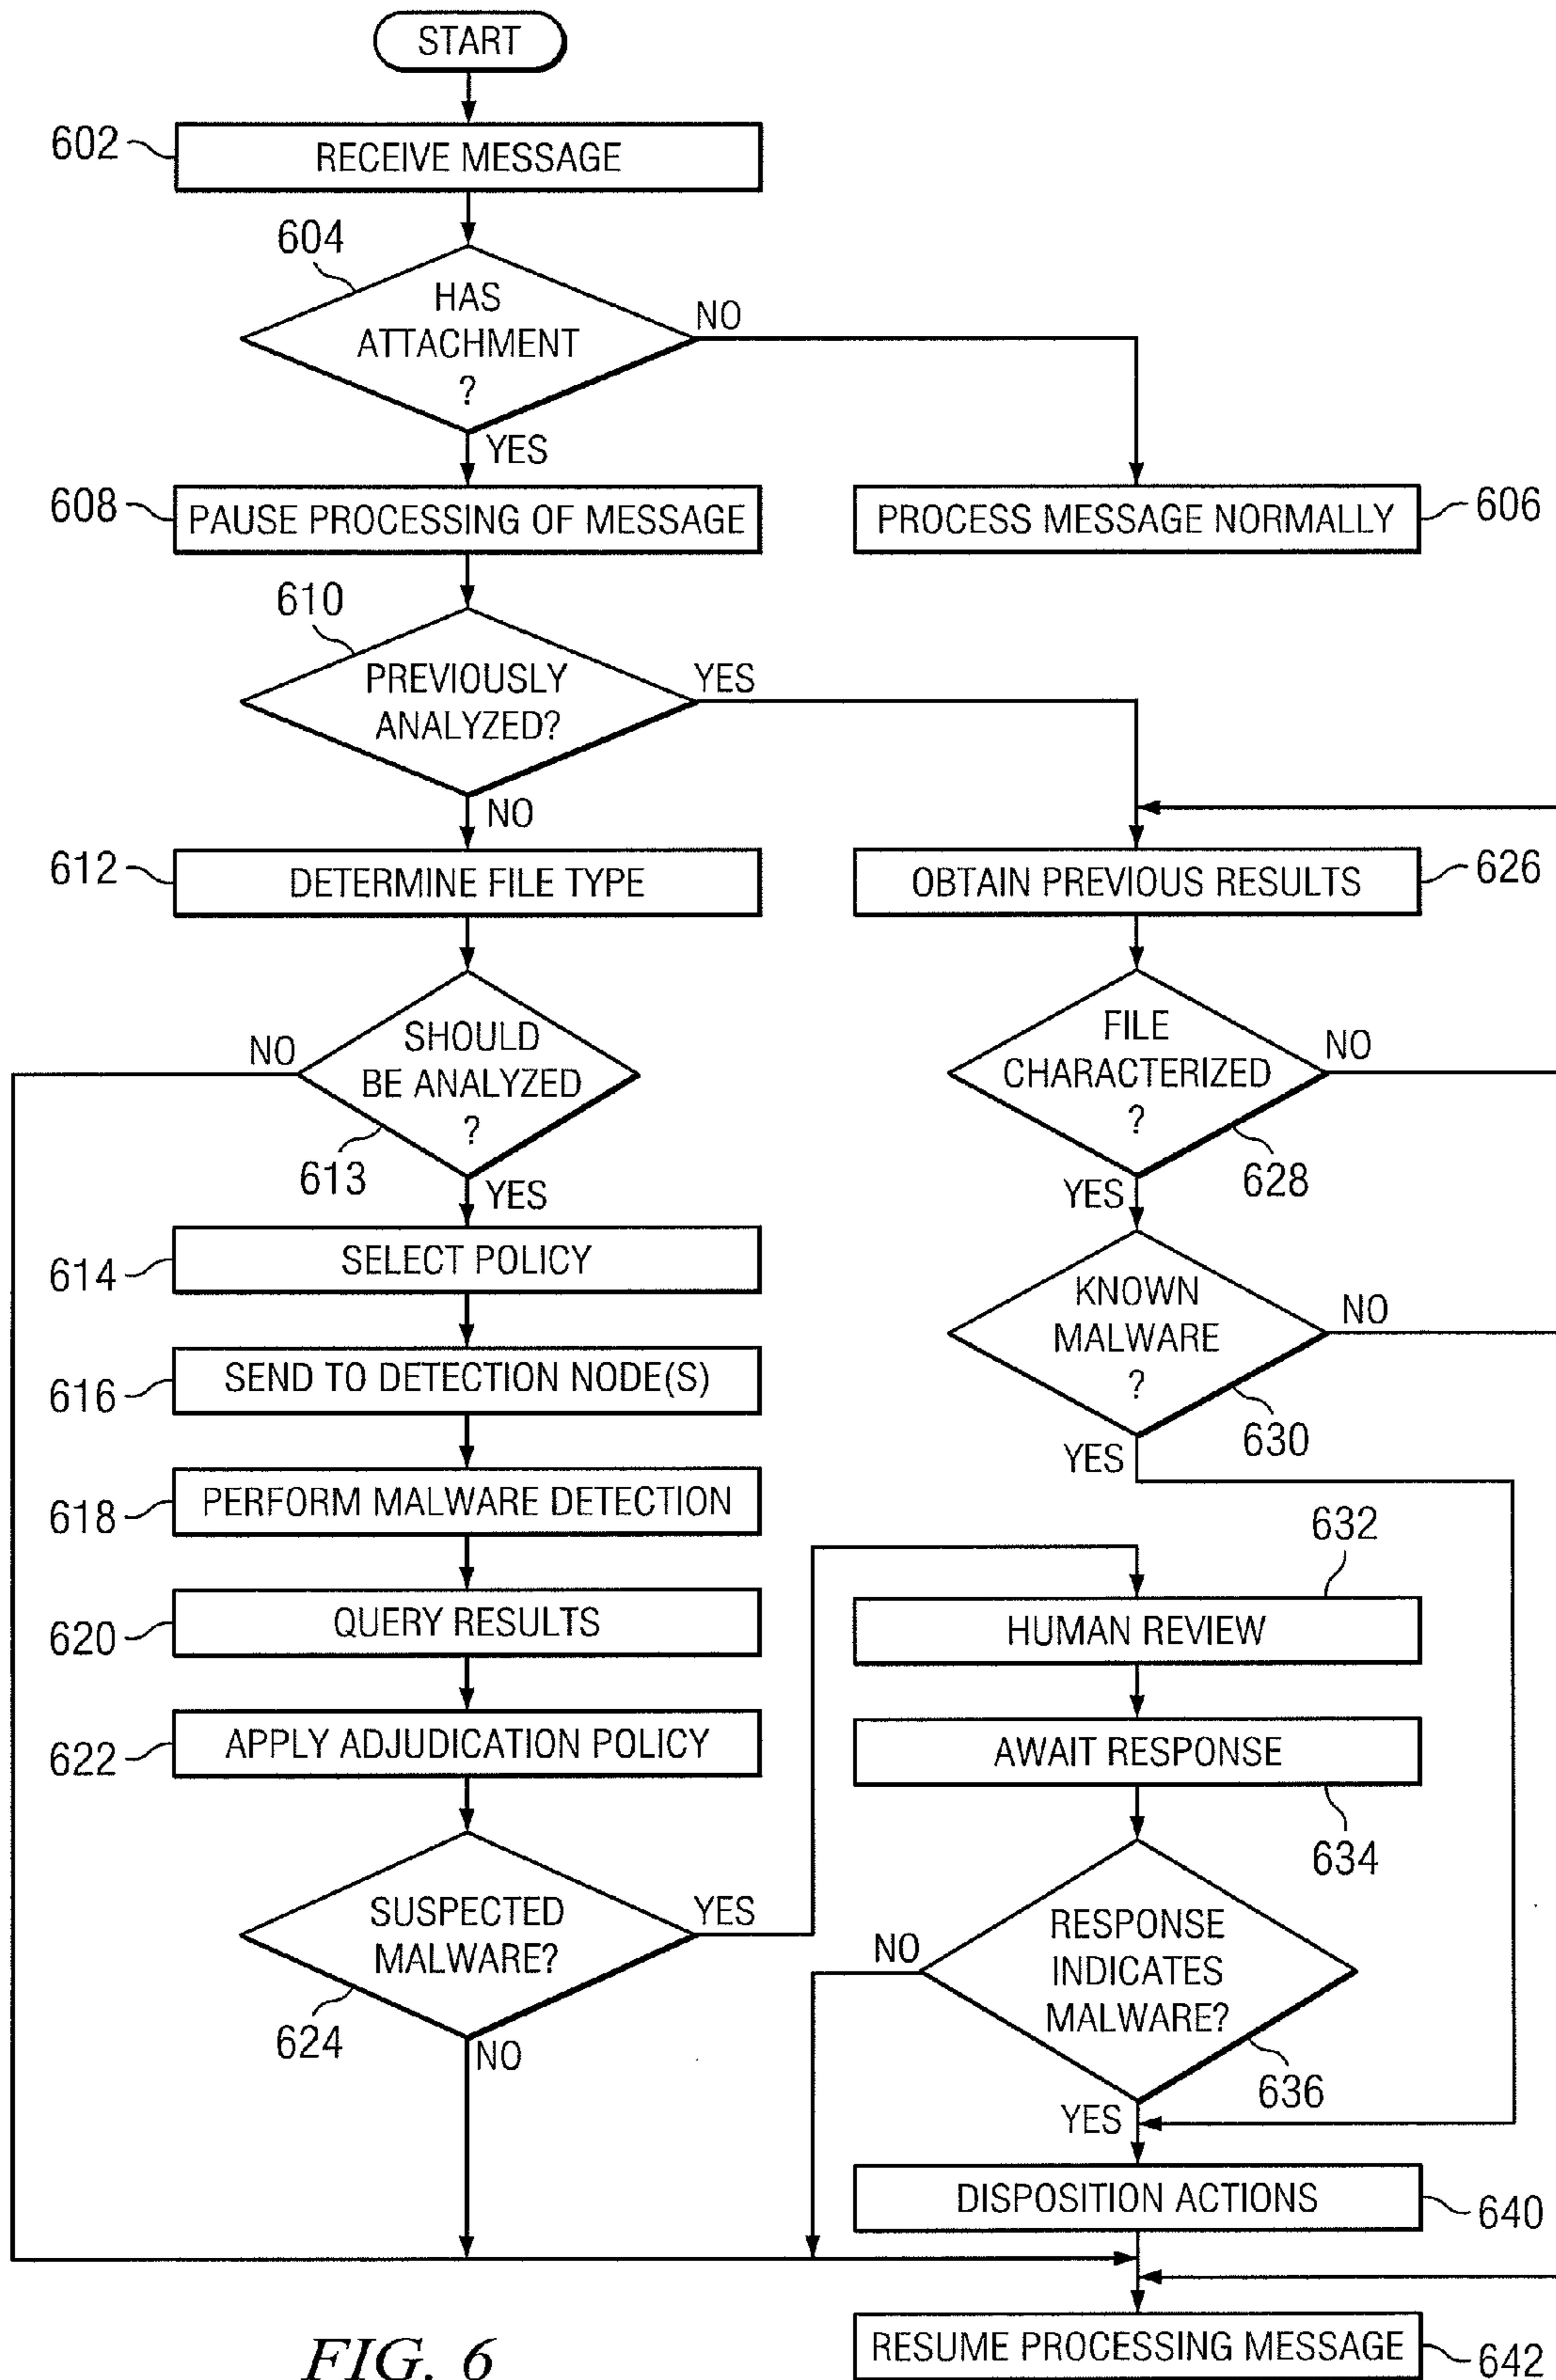 START
602
RECEIVE MESSAGE
604
HAS
ATTACHMENT
?
NO
YES
608
PAUSE PROCESSING OF MESSAGE
PROCESS MESSAGE NORMALLY
606
610
PREVIOUSLY
ANALYZED?
YES
NO
612
DETERMINE FILE TYPE
OBTAIN PREVIOUS RESULTS
626
NO
SHOULD
BE ANALYZED
?
613
YES
FILE
CHARACTERIZED
?
NO
628
YES
614
SELECT POLICY
KNOWN
MALWARE
?
NO
630
YES
616
SEND TO DETECTION NODE(S)
618
PERFORM MALWARE DETECTION
620
QUERY RESULTS
622
APPLY ADJUDICATION POLICY
SUSPECTED
MALWARE?
YES
624
NO
632
HUMAN REVIEW
AWAIT RESPONSE
634
NO
RESPONSE
INDICATES
MALWARE?
636
YES
DISPOSITION ACTIONS
640
RESUME PROCESSING MESSAGE
642
FIG. 6